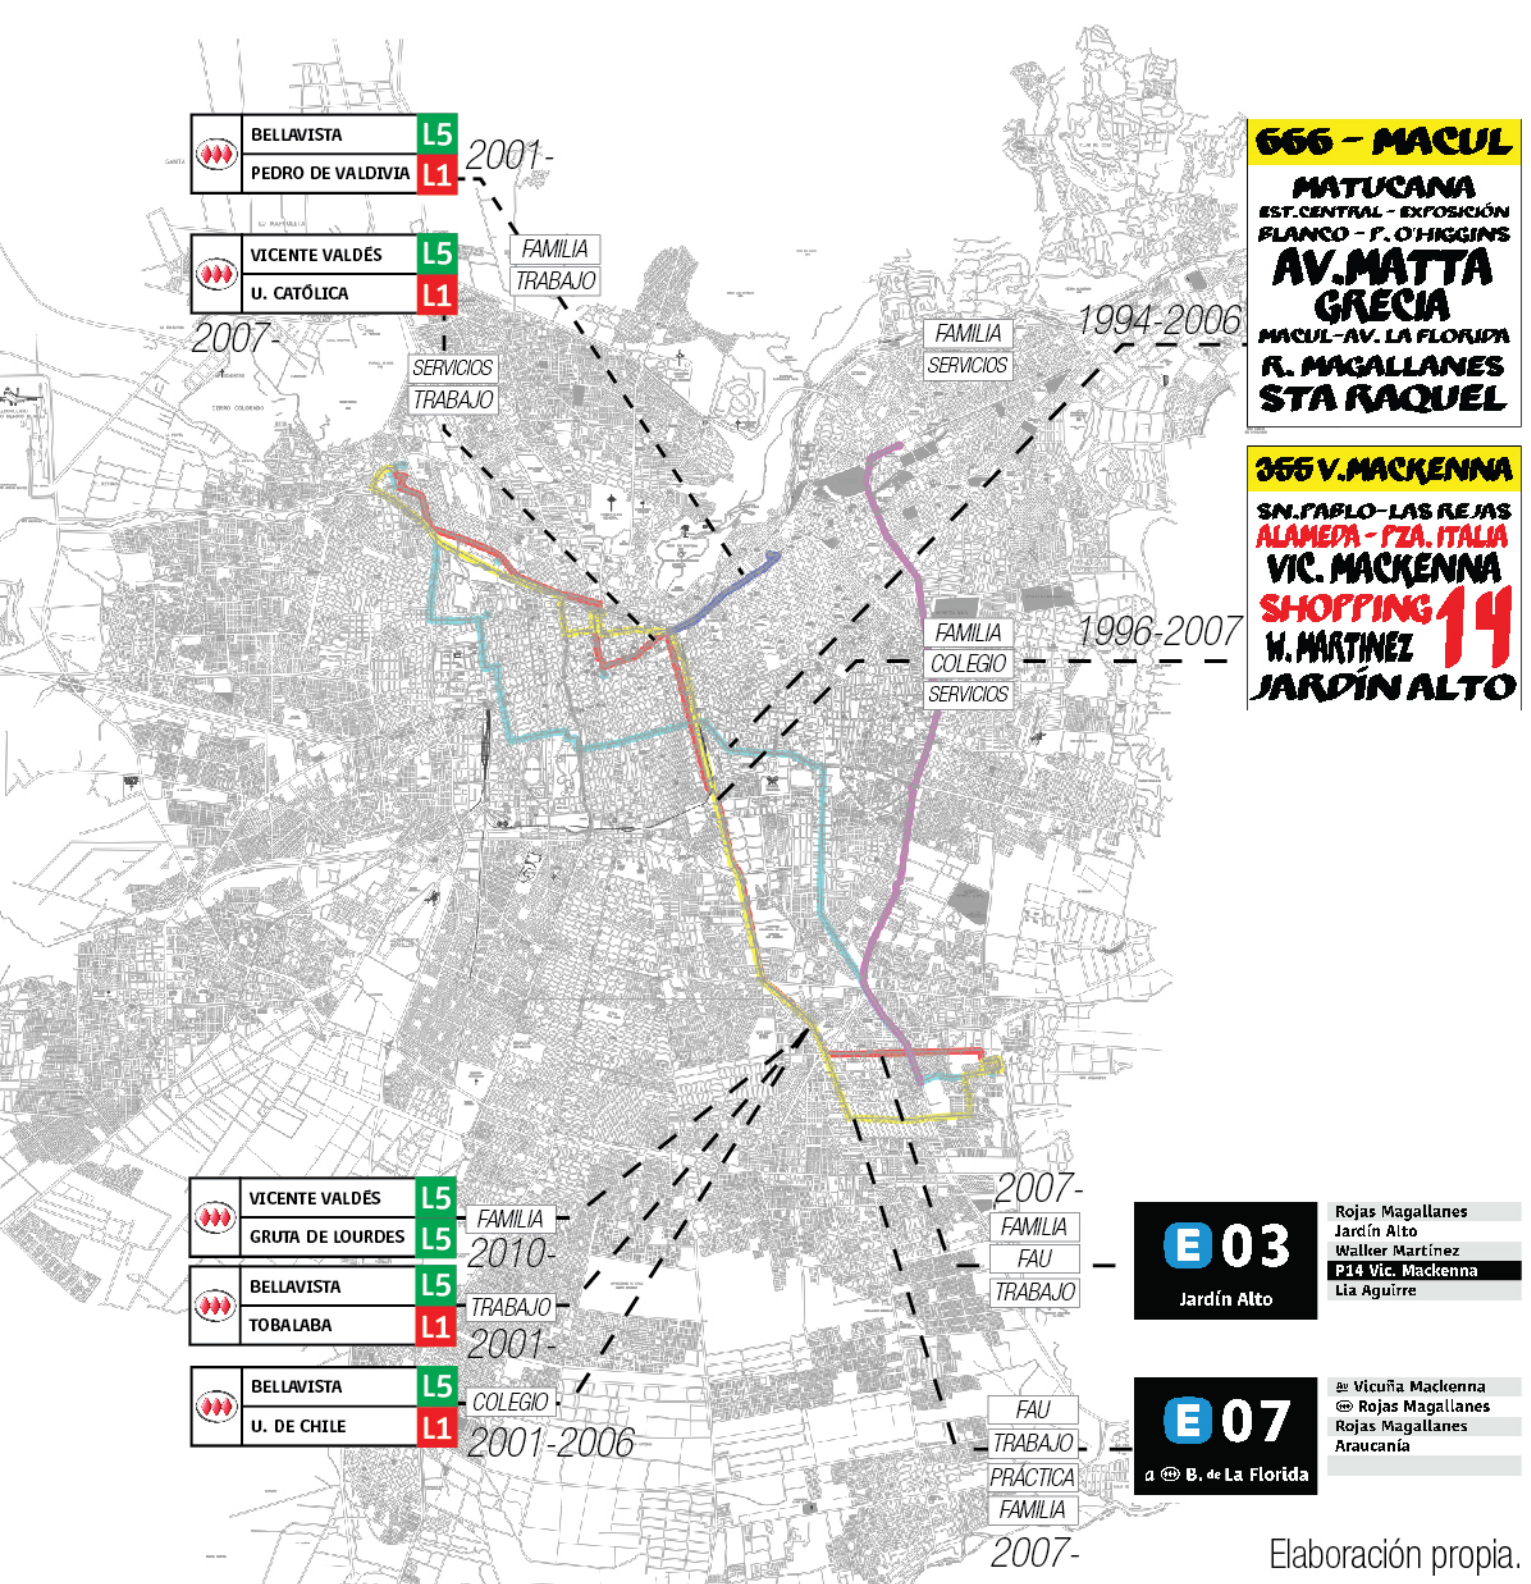 BELLAVISTA L5
PEDRO DE VALDIVIA L1
2001-
FAMILIA
TRABAJO
VICENTE VALDÉS L5
U. CATÓLICA L1
2007-
SERVICIOS
TRABAJO
FAMILIA
SERVICIOS
1994-2006
666 - MACUL
MATUCANA
EST.CENTRAL - EXPOSICIÓN
BLANCO - P. O'HIGGINS
AV.MATTA
GRECIA
MACUL-AV. LA FLORIDA
R. MAGALLANES
STA RAQUEL
FAMILIA
COLEGIO
SERVICIOS
1996-2007
355 V.MACKENNA
SN.PABLO-LAS REJAS
ALAMEDA - PZA. ITALIA
VIC. MACKENNA
SHOPPING 14
W. MARTINEZ
JARDÍN ALTO
VICENTE VALDÉS L5
GRUTA DE LOURDES L5
FAMILIA
2010-
BELLAVISTA L5
TOBALABA L1
TRABAJO
2001-
BELLAVISTA L5
U. DE CHILE L1
COLEGIO
2001-2006
2007-
FAMILIA
FAU
TRABAJO
E 03
Jardín Alto
Rojas Magallanes
Jardín Alto
Walker Martínez
P14 Vic. Mackenna
Lia Aguirre
FAU
TRABAJO
PRÁCTICA
FAMILIA
2007-
E 07
a B. de La Florida
AV Vicuña Mackenna
Rojas Magallanes
Rojas Magallanes
Araucanía
Elaboración propia.